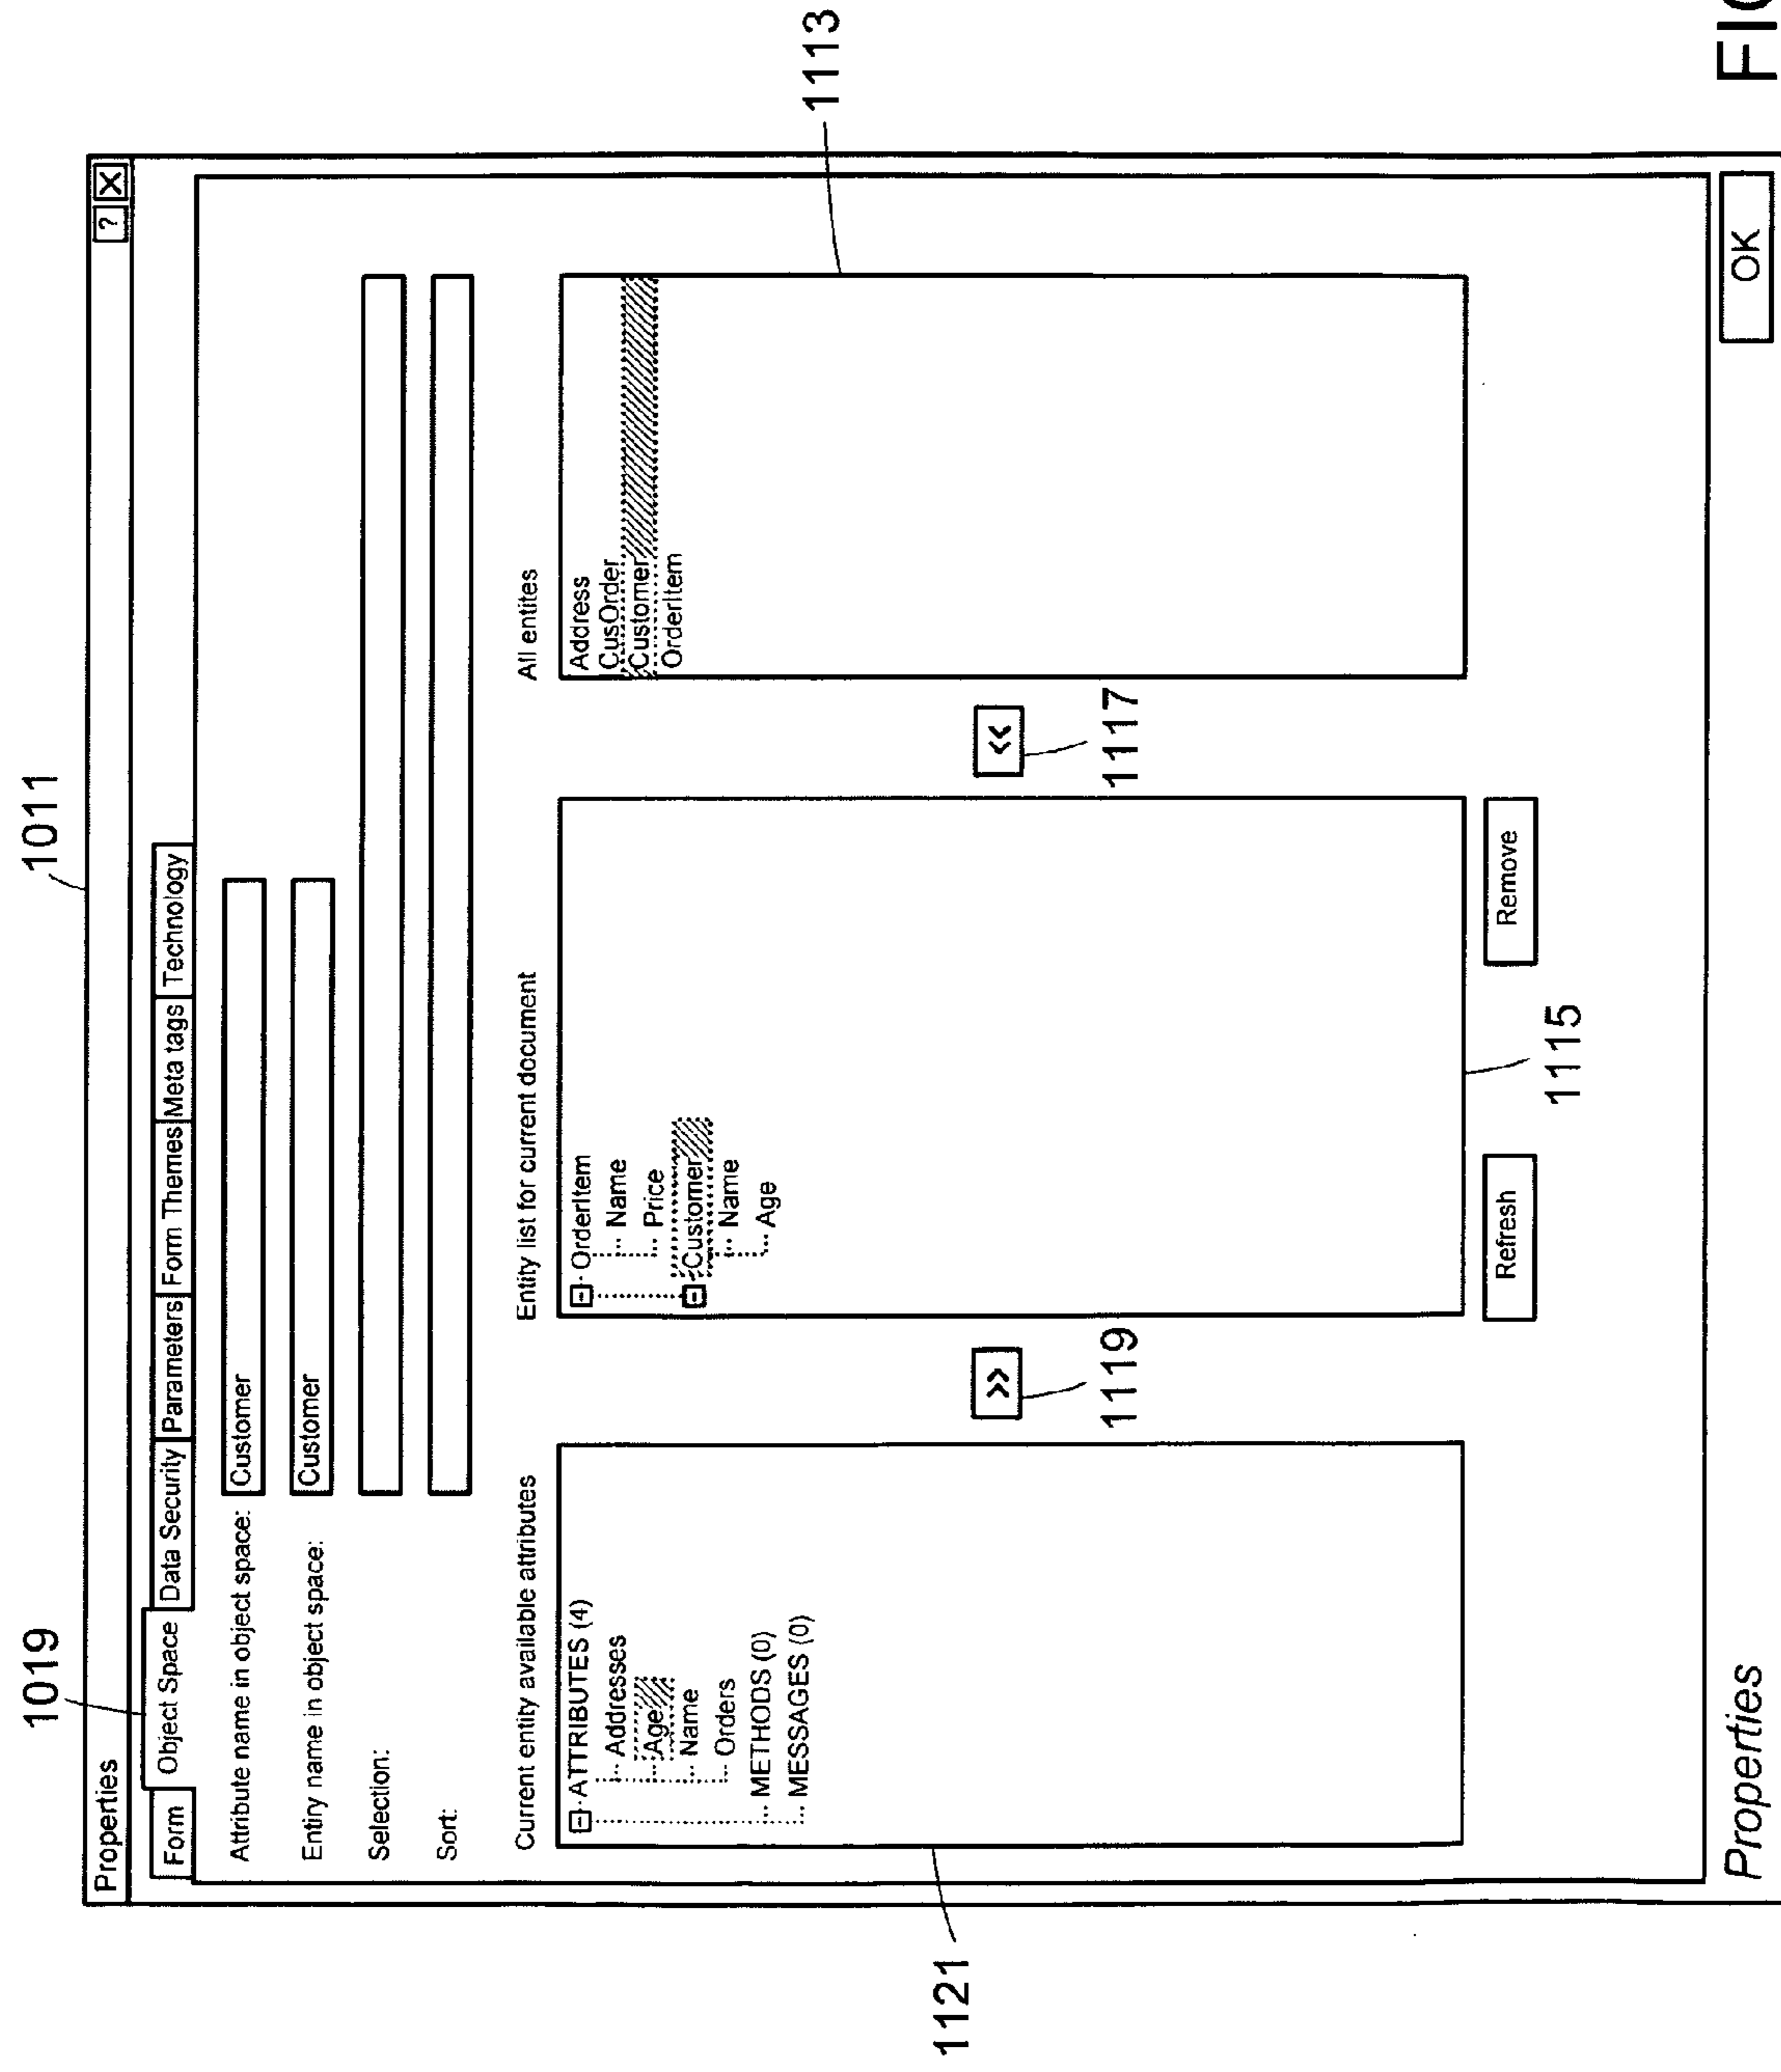 1011
1019
Properties
? X
Form Object Space Data Security Parameters Form Themes Meta tags Technology
Attribute name in object space: Customer
Entiry name in object space: Customer
Selection:
Sort:
Current entity available attributes
ATTRIBUTES (4)
Addresses
Age
Name
Orders
METHODS (0)
MESSAGES (0)
1121
>>
1119
Entity list for current document
OrderItem
Name
Price
Customer
Name
Age
Refresh
Remove
1115
<<
1117
All entites
Address
CusOrder
Customer
OrderItem
1113
OK
Properties